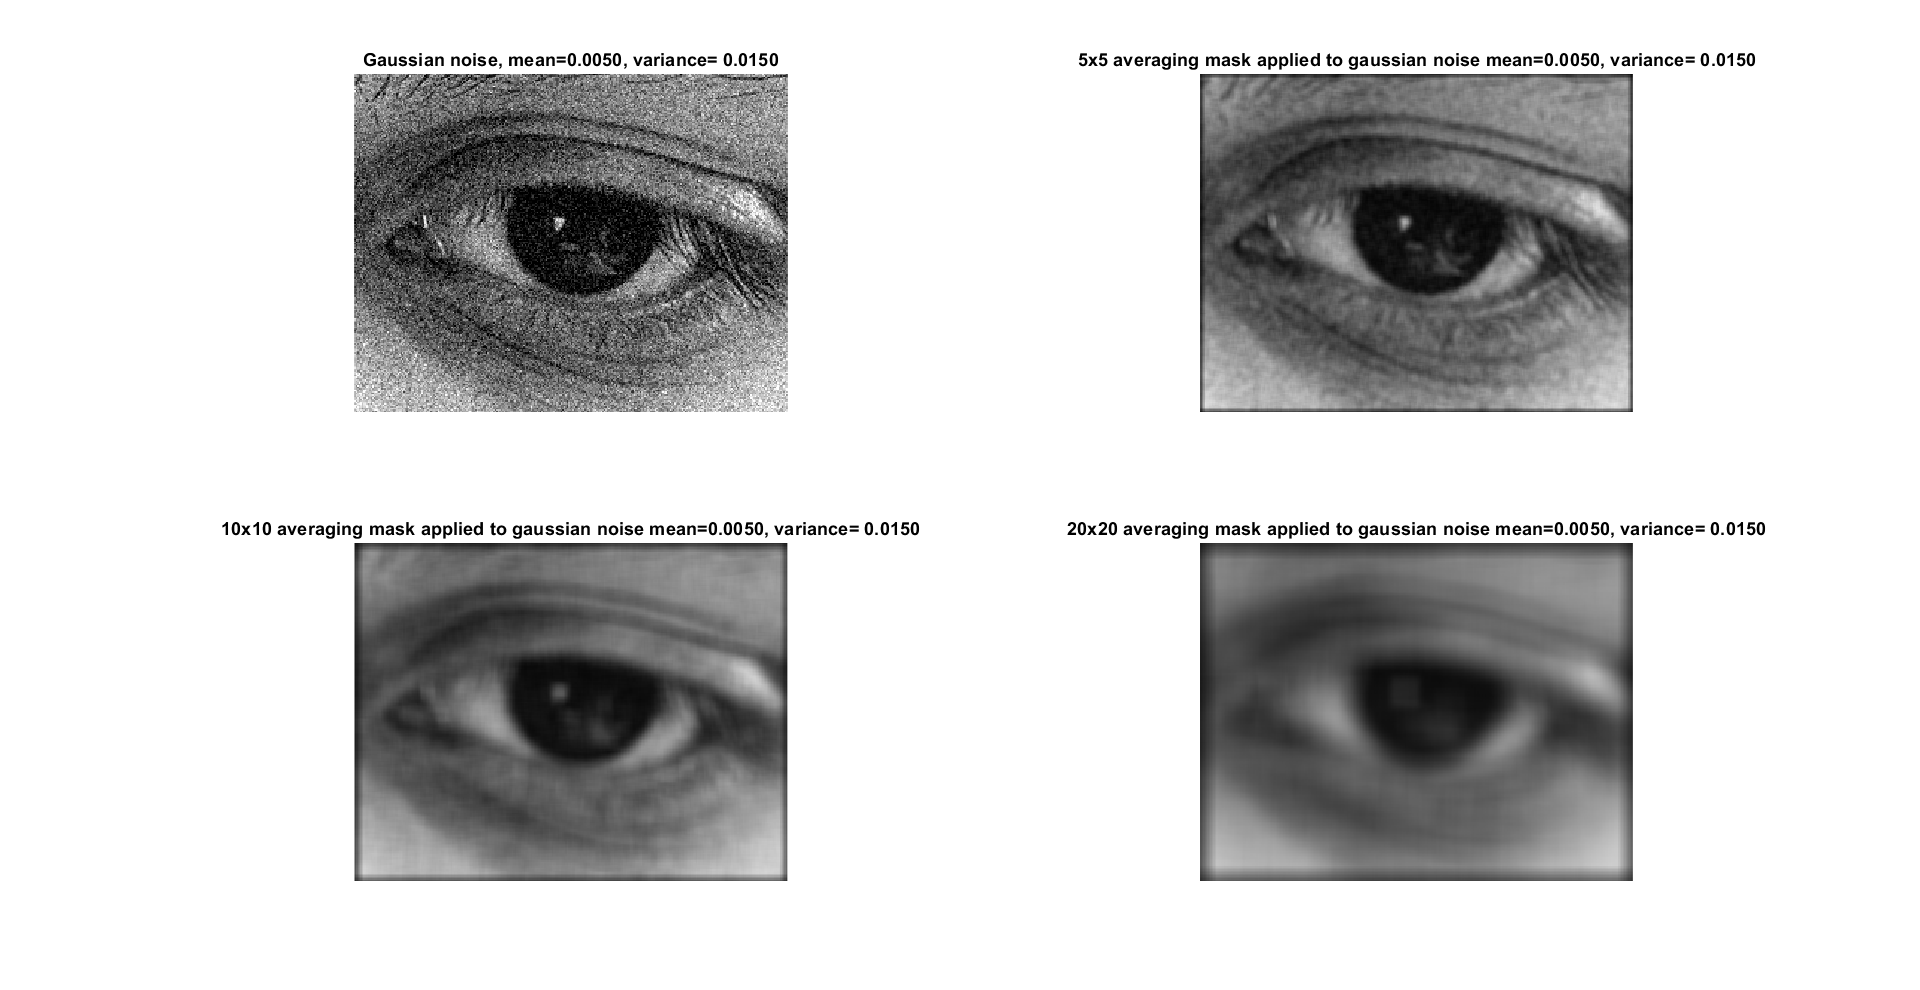 Gaussian noise, mean=0.0050, variance= 0.0150
5x5 averaging mask applied to gaussian noise mean=0.0050, variance= 0.0150
10x10 averaging mask applied to gaussian noise mean=0.0050, variance= 0.0150
20x20 averaging mask applied to gaussian noise mean=0.0050, variance= 0.0150